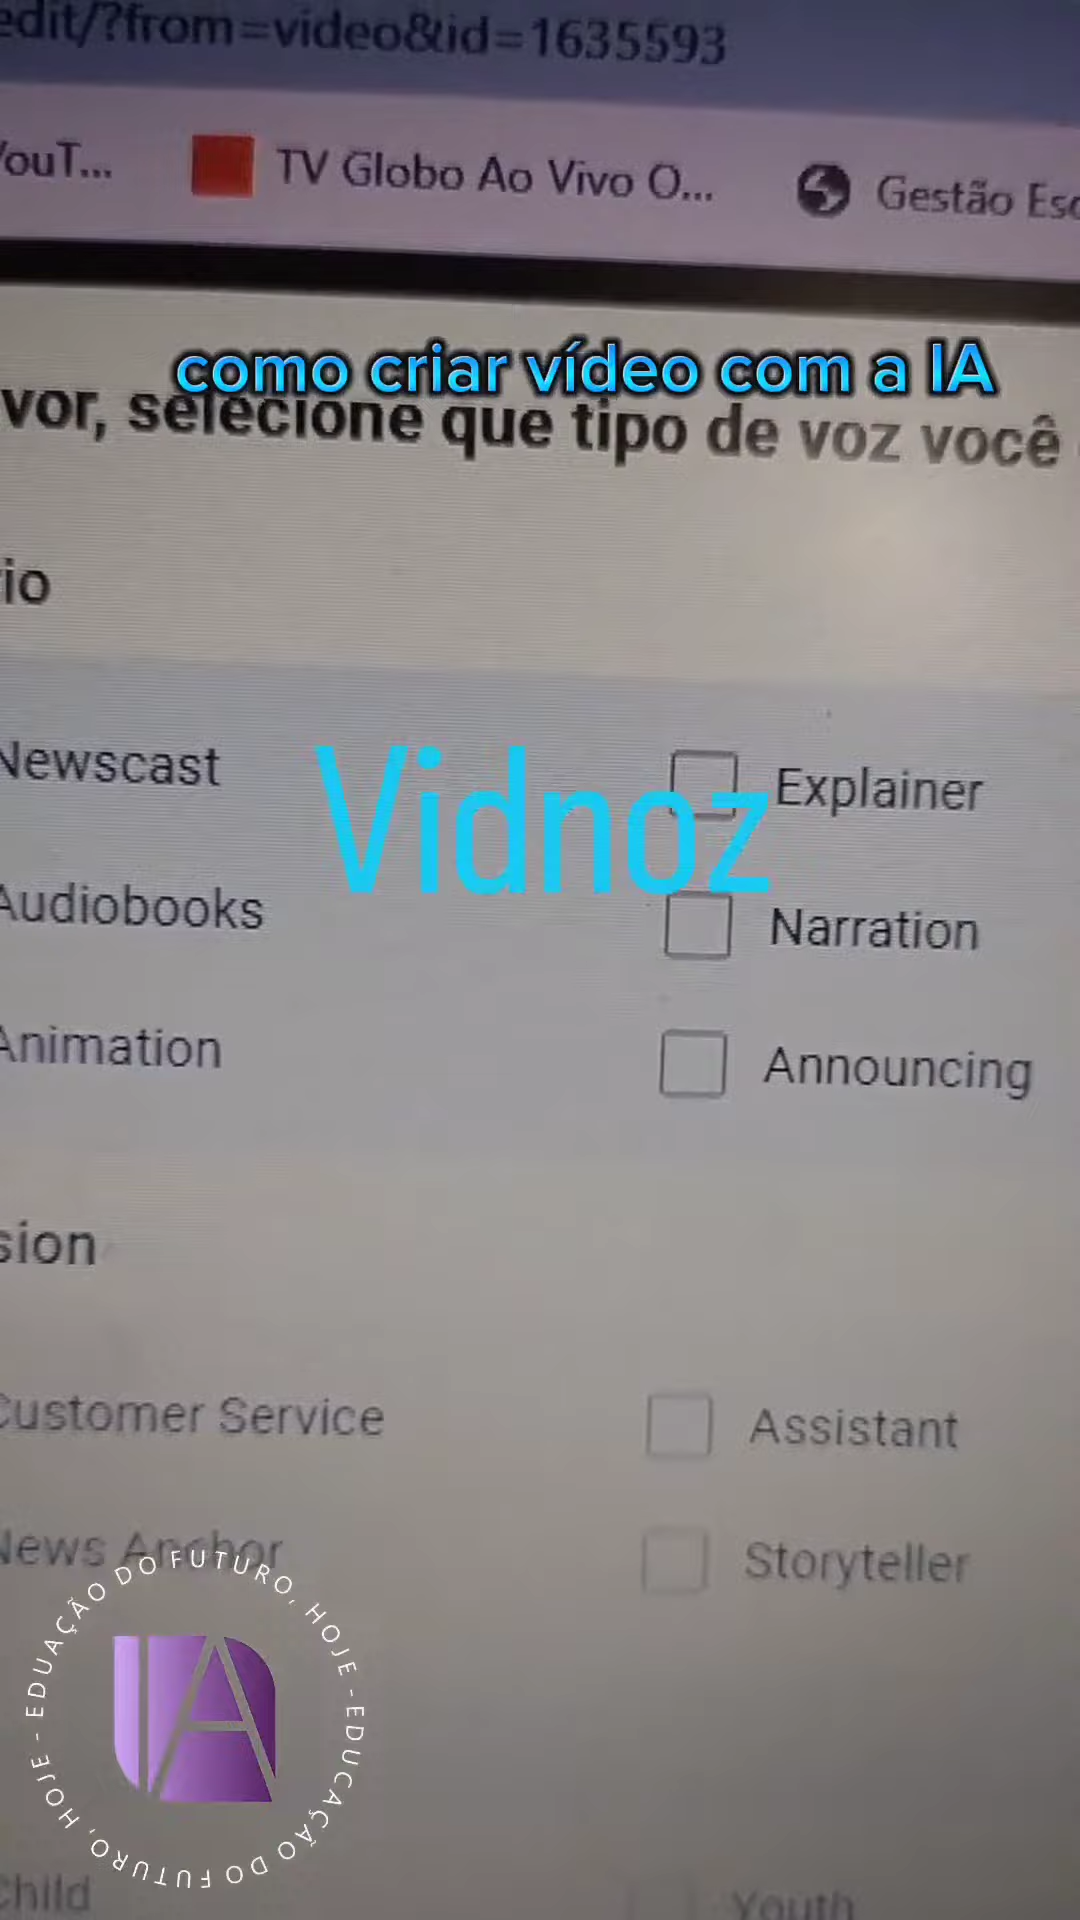 edit/?from=video&id=1635593
YouT...
TV Globo Ao Vivo O...
Gestão Esc
como criar vídeo com a IA
vor, selecione que tipo de voz você
io
Newscast
Explainer
Vidnoz
Audiobooks
Narration
Animation
Announcing
sion
Customer Service
Assistant
News Anchor
Storyteller
EDUAÇÃO DO FUTURO, HOJE - EDUCAÇÃO DO FUTURO, HOJE -
IA
Child
Youth